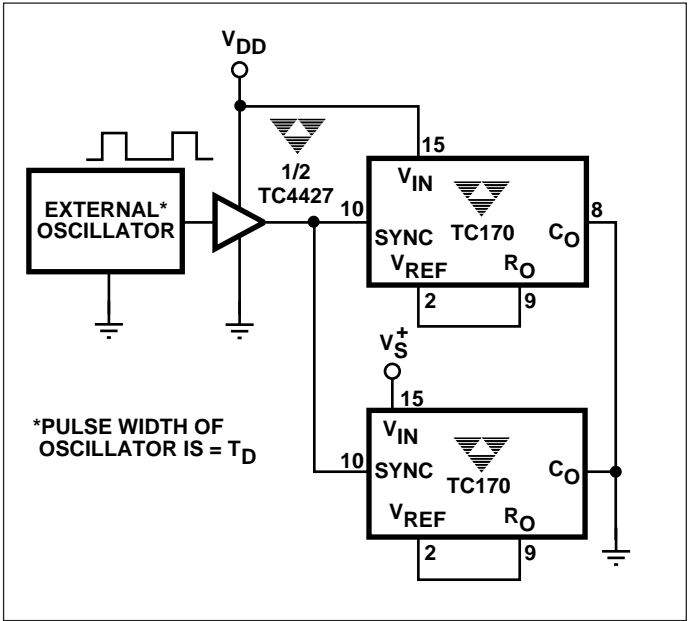 VDD
1/2
TC4427
EXTERNAL*
OSCILLATOR
15
VIN
10
SYNC
TC170
8
CO
VREF
RO
2
9
VS+
15
VIN
10
SYNC
TC170
CO
VREF
RO
2
9
*PULSE WIDTH OF
OSCILLATOR IS = TD